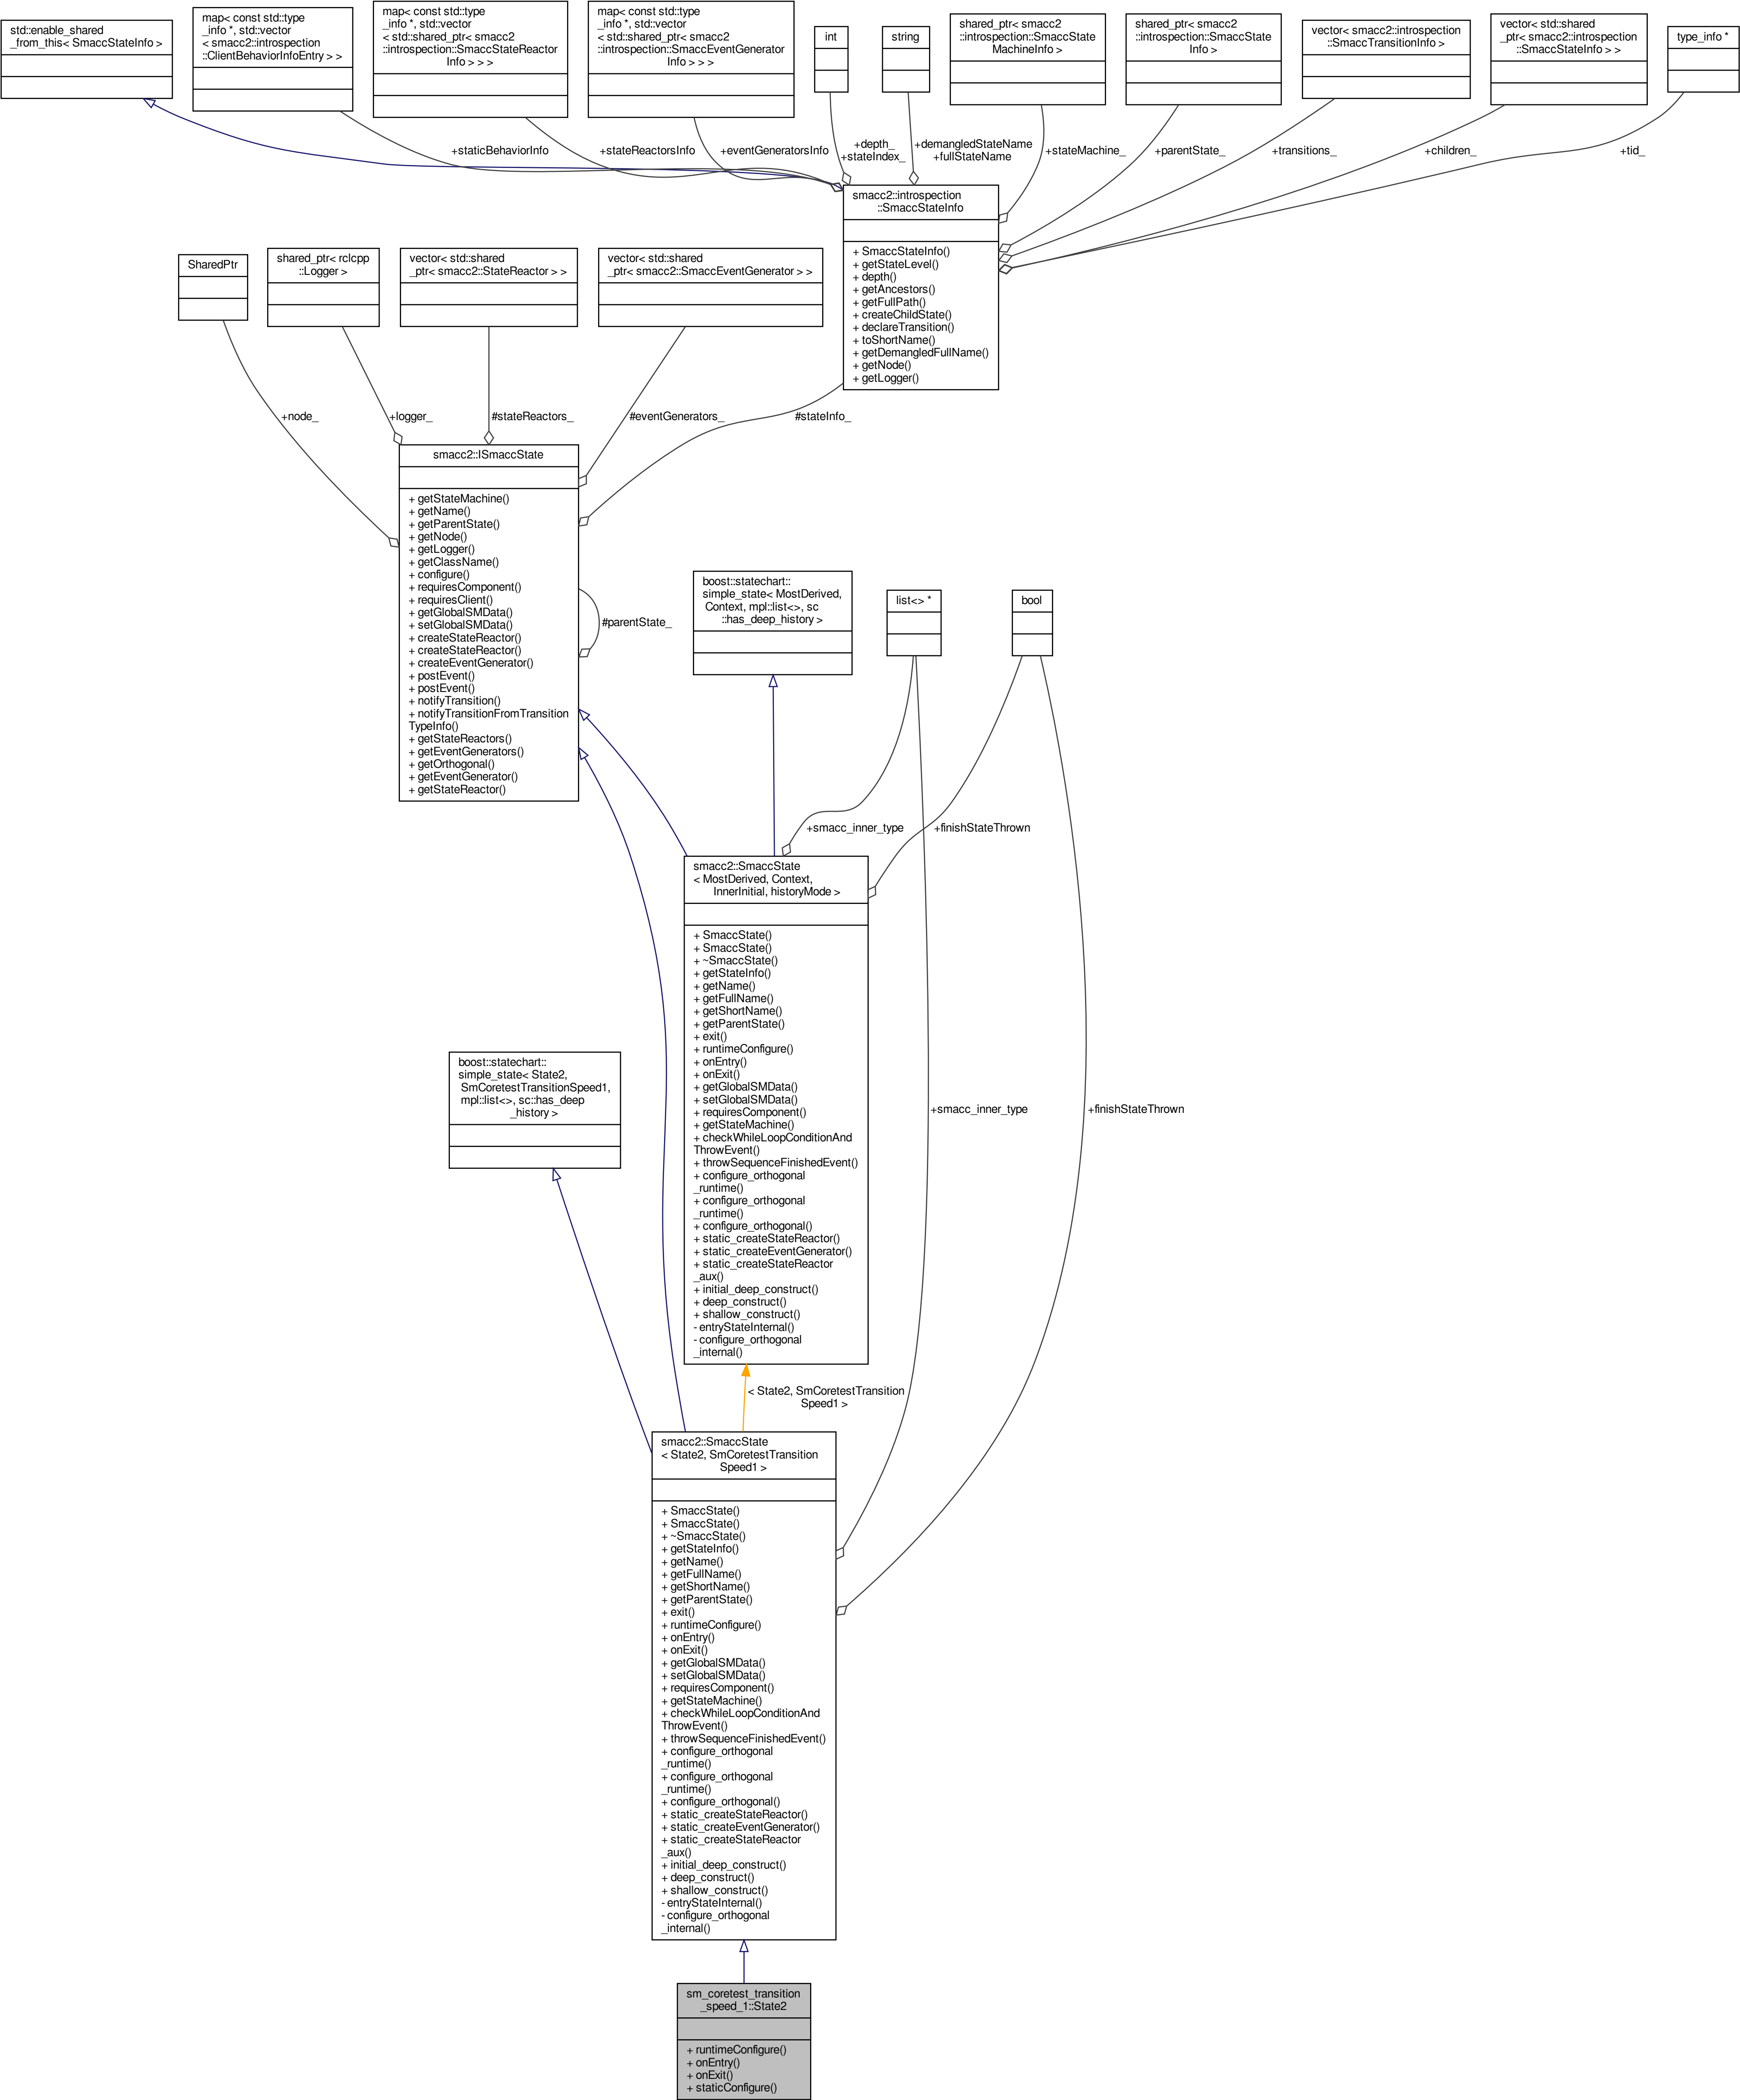 std::enable_shared
_from_this< SmaccStateInfo >
map< const std::type
_info *, std::vector
< smacc2::introspection
::ClientBehaviorInfoEntry > >
map< const std::type
_info *, std::vector
< std::shared_ptr< smacc2
::introspection::SmaccStateReactor
Info > > >
map< const std::type
_info *, std::vector
< std::shared_ptr< smacc2
::introspection::SmaccEventGenerator
Info > > >
int
string
shared_ptr< smacc2
::introspection::SmaccState
MachineInfo >
shared_ptr< smacc2
::introspection::SmaccState
Info >
vector< smacc2::introspection
::SmaccTransitionInfo >
vector< std::shared
_ptr< smacc2::introspection
::SmaccStateInfo > >
type_info *
+staticBehaviorInfo
+stateReactorsInfo
+eventGeneratorsInfo
+depth_
+stateIndex_
+demangledStateName
+fullStateName
+stateMachine_
+parentState_
+transitions_
+children_
+tid_
smacc2::introspection
::SmaccStateInfo
+ SmaccStateInfo()
+ getStateLevel()
+ depth()
+ getAncestors()
+ getFullPath()
+ createChildState()
+ declareTransition()
+ toShortName()
+ getDemangledFullName()
+ getNode()
+ getLogger()
SharedPtr
shared_ptr< rclcpp
::Logger >
vector< std::shared
_ptr< smacc2::StateReactor > >
vector< std::shared
_ptr< smacc2::SmaccEventGenerator > >
+node_
+logger_
#stateReactors_
#eventGenerators_
#stateInfo_
smacc2::ISmaccState
+ getStateMachine()
+ getName()
+ getParentState()
+ getNode()
+ getLogger()
+ getClassName()
+ configure()
+ requiresComponent()
+ requiresClient()
+ getGlobalSMData()
+ setGlobalSMData()
+ createStateReactor()
+ createStateReactor()
+ createEventGenerator()
+ postEvent()
+ postEvent()
+ notifyTransition()
+ notifyTransitionFromTransition
TypeInfo()
+ getStateReactors()
+ getEventGenerators()
+ getOrthogonal()
+ getEventGenerator()
+ getStateReactor()
#parentState_
boost::statechart::
simple_state< MostDerived,
Context, mpl::list<>, sc
::has_deep_history >
list<> *
bool
+smacc_inner_type
+finishStateThrown
smacc2::SmaccState
< MostDerived, Context,
InnerInitial, historyMode >
+ SmaccState()
+ SmaccState()
+ ~SmaccState()
+ getStateInfo()
+ getName()
+ getFullName()
+ getShortName()
+ getParentState()
+ exit()
+ runtimeConfigure()
+ onEntry()
+ onExit()
+ getGlobalSMData()
+ setGlobalSMData()
+ requiresComponent()
+ getStateMachine()
+ checkWhileLoopConditionAnd
ThrowEvent()
+ throwSequenceFinishedEvent()
+ configure_orthogonal
_runtime()
+ configure_orthogonal
_runtime()
+ configure_orthogonal()
+ static_createStateReactor()
+ static_createEventGenerator()
+ static_createStateReactor
_aux()
+ initial_deep_construct()
+ deep_construct()
+ shallow_construct()
- entryStateInternal()
- configure_orthogonal
_internal()
boost::statechart::
simple_state< State2,
SmCoretestTransitionSpeed1,
mpl::list<>, sc::has_deep
_history >
+smacc_inner_type
+finishStateThrown
< State2, SmCoretestTransition
Speed1 >
smacc2::SmaccState
< State2, SmCoretestTransition
Speed1 >
+ SmaccState()
+ SmaccState()
+ ~SmaccState()
+ getStateInfo()
+ getName()
+ getFullName()
+ getShortName()
+ getParentState()
+ exit()
+ runtimeConfigure()
+ onEntry()
+ onExit()
+ getGlobalSMData()
+ setGlobalSMData()
+ requiresComponent()
+ getStateMachine()
+ checkWhileLoopConditionAnd
ThrowEvent()
+ throwSequenceFinishedEvent()
+ configure_orthogonal
_runtime()
+ configure_orthogonal
_runtime()
+ configure_orthogonal()
+ static_createStateReactor()
+ static_createEventGenerator()
+ static_createStateReactor
_aux()
+ initial_deep_construct()
+ deep_construct()
+ shallow_construct()
- entryStateInternal()
- configure_orthogonal
_internal()
sm_coretest_transition
_speed_1::State2
+ runtimeConfigure()
+ onEntry()
+ onExit()
+ staticConfigure()